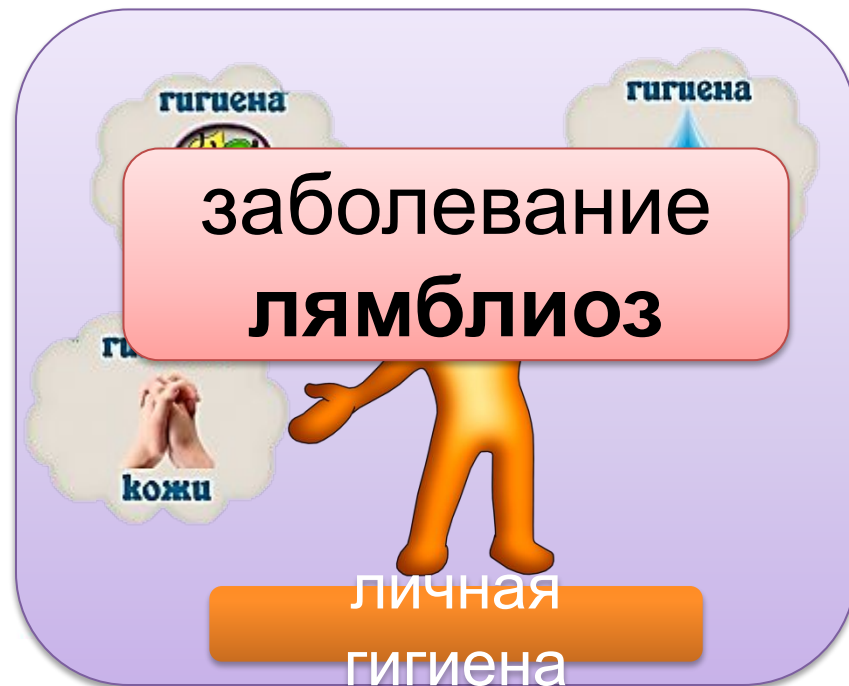 гигиена
гигиена
заболевание
лямблиоз
кожи
личная
гигиена